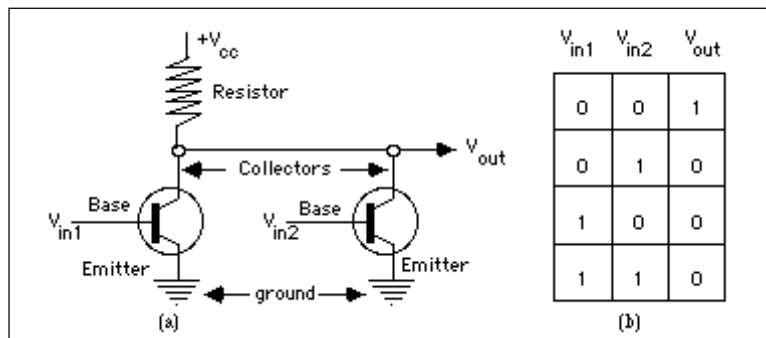 +Vcc
Resistor
Vout
Collectors
Base
Vin1
Base
Vin2
Emitter
Emitter
ground
(a)
Vin1 Vin2 Vout
0 0 1
0 1 0
1 0 0
1 1 0
(b)